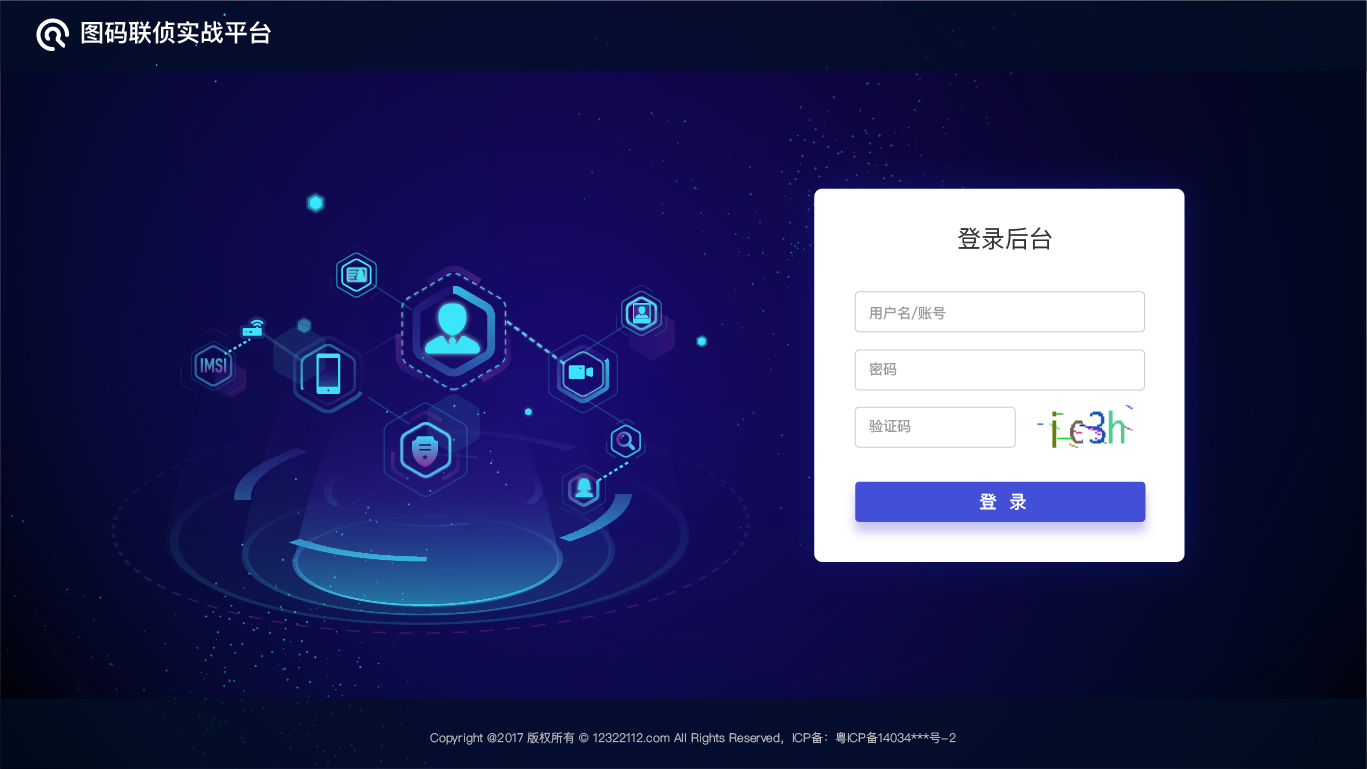 图码联侦实战平台
登录后台
用户名/账号
IMSI
密码
验证码
ic3h
登 录
Copyright @2017 版权所有 © 12322112.com All Rights Reserved，ICP备：粤ICP备14034***号-2